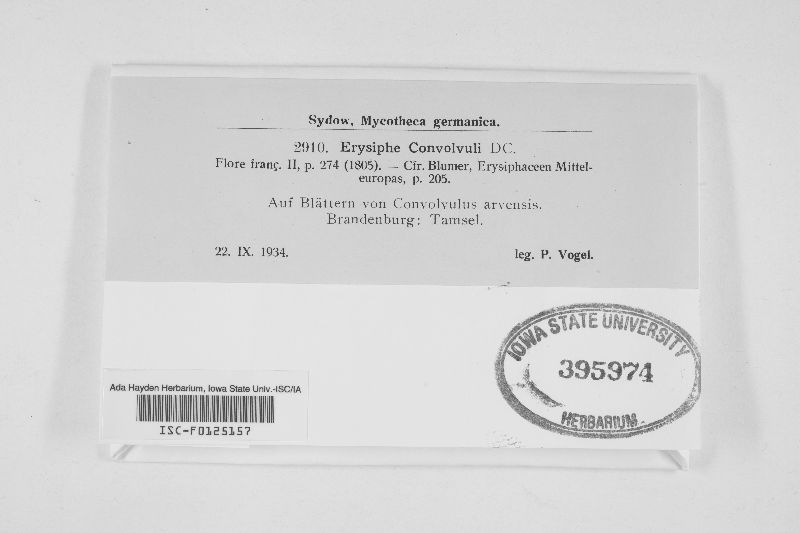 Sydow, Mycotheca germanica.
2910. Erysiphe Convolvuli DC.
Flore franç. II, p. 274 (1805). — Cfr. Blumer, Erysiphaceen Mittel-
europas, p. 205.
Auf Blättern von Convolvulus arvensis.
Brandenburg: Tamsel.
22. IX. 1934. leg. P. Vogel.
IOWA STATE UNIVERSITY
395974
HERBARIUM
Ada Hayden Herbarium, Iowa State Univ.-ISC/IA
ISC-F0125157